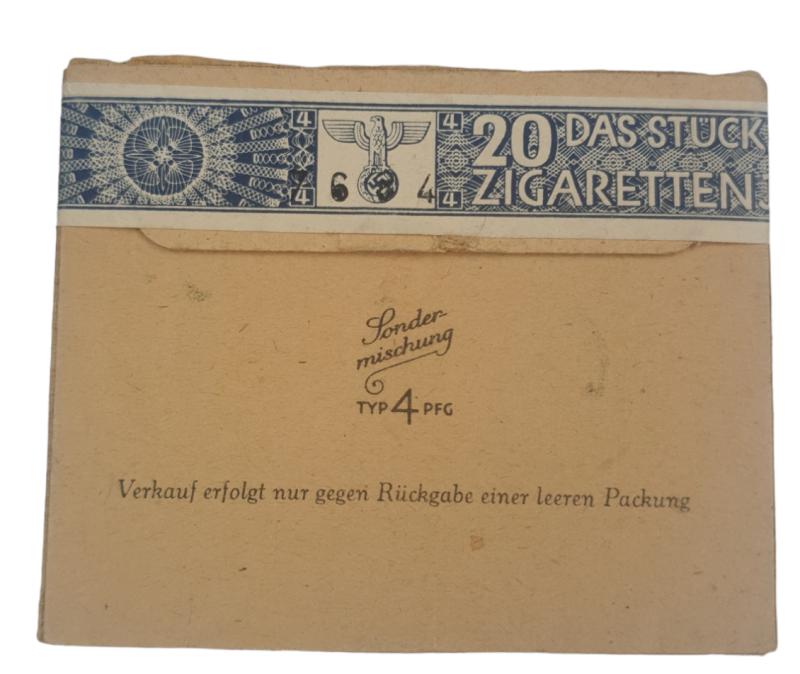 4 4
4 4
6 4
20 DAS STÜCK
ZIGARETTEN
Sonder-
mischung
TYP 4 PFG
Verkauf erfolgt nur gegen Rückgabe einer leeren Packung